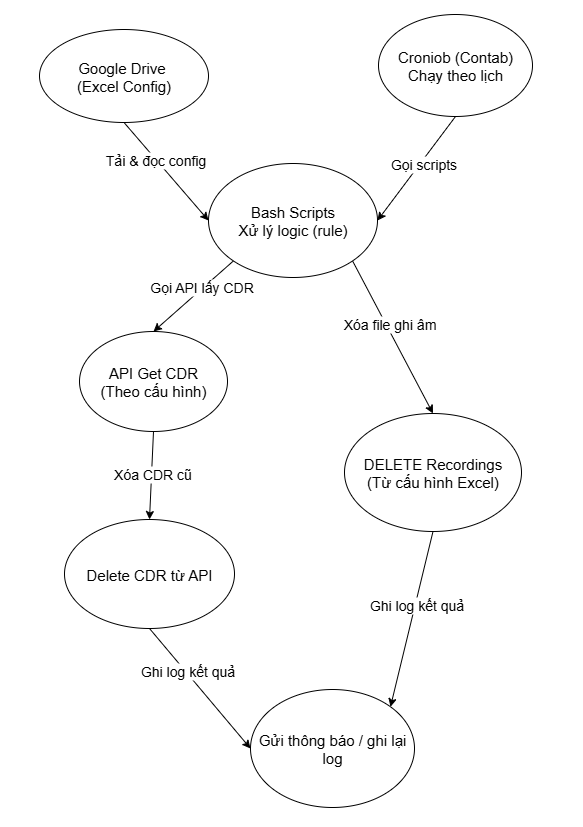 Google Drive
(Excel Config)
Croniob (Contab)
Chạy theo lịch
Tải & đọc config
Gọi scripts
Bash Scripts
Xử lý logic (rule)
Gọi API lấy CDR
Xóa file ghi âm
API Get CDR
(Theo cấu hình)
DELETE Recordings
(Từ cấu hình Excel)
Xóa CDR cũ
Delete CDR từ API
Ghi log kết quả
Ghi log kết quả
Gửi thông báo / ghi lại
log